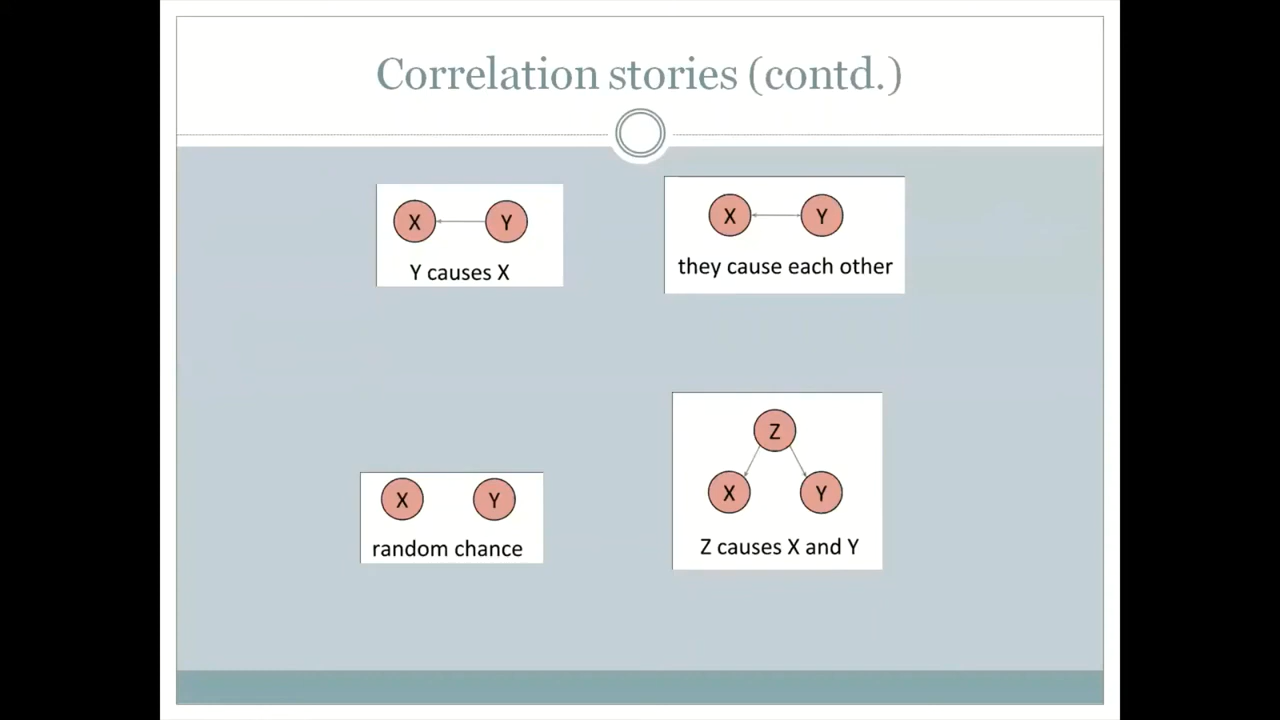 Correlation stories (contd.)
X Y
Y causes X
X Y
they cause each other
X Y
random chance
Z
X Y
Z causes X and Y